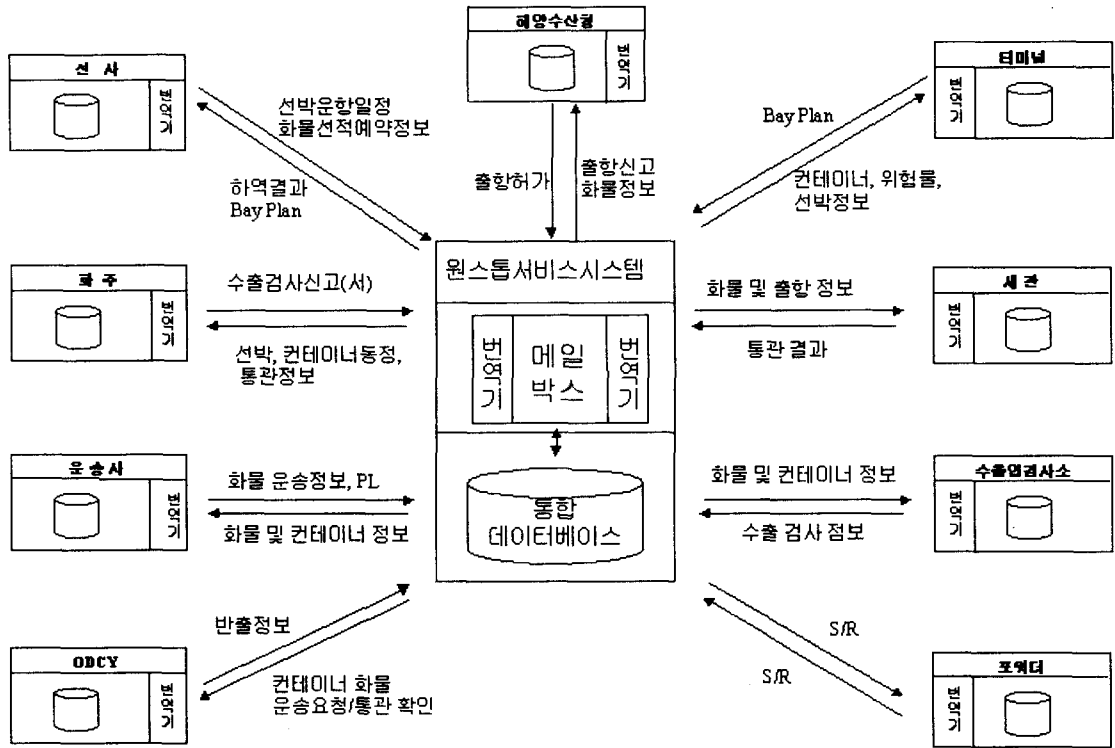 해양수산청
번역기
선 사
번역기
선박운항일정
화물선적예약정보
하역결과
Bay Plan
출항허가
출항신고
화물정보
Bay Plan
컨테이너, 위험물,
선박정보
터미널
번역기
화 주
번역기
수출검사신고(서)
선박, 컨테이너동정,
통관정보
원스톱서비스시스템
번역기
메일
박스
번역기
통합
데이터베이스
화물 및 출항 정보
통관 결과
세 관
번역기
운 송 사
번역기
화물 운송정보, PL
화물 및 컨테이너 정보
화물 및 컨테이너 정보
수출 검사 정보
수출입검사소
번역기
ODCY
번역기
반출정보
컨테이너 화물
운송요청/통관 확인
S/R
S/R
포워더
번역기